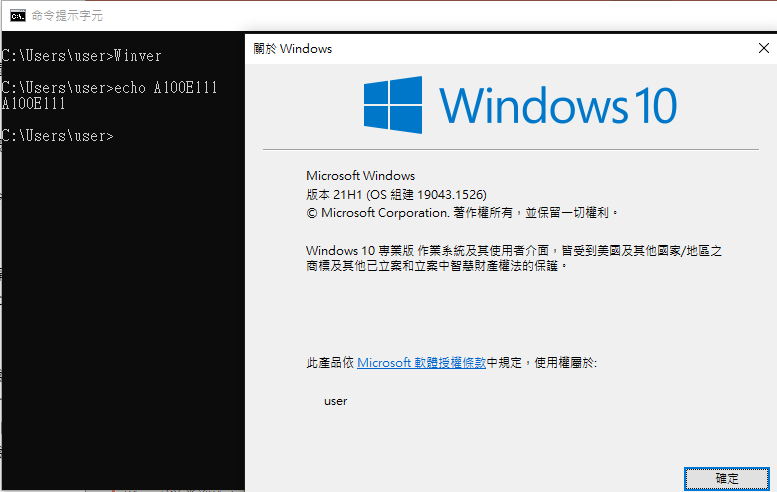 命令提示字元
C:\Users\user>Winver
C:\Users\user>echo A100E111
A100E111
C:\Users\user>
關於 Windows
Windows 10
Microsoft Windows
版本 21H1 (OS 組建 19043.1526)
© Microsoft Corporation. 著作權所有，並保留一切權利。
Windows 10 專業版 作業系統及其使用者介面，皆受到美國及其他國家/地區之
商標及其他已立案和立案中智慧財產權法的保護。
此產品依 Microsoft 軟體授權條款中規定，使用權屬於:
user
確定